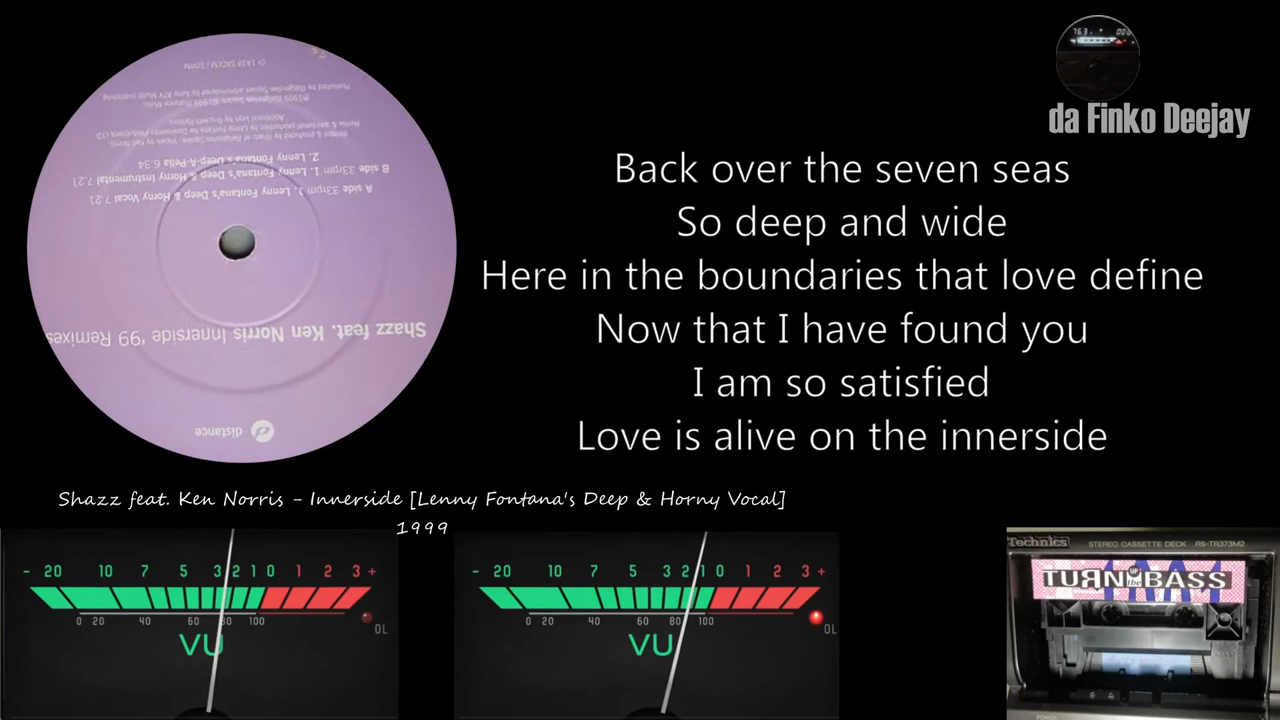 da Finko Deejay
Back over the seven seas
So deep and wide
Here in the boundaries that love define
Now that I have found you
I am so satisfied
Love is alive on the innerside
distance
Shazz feat. Ken Norris Innerside '99 Remixes
A side 33rpm 1. Lenny Fontana's Deep & Horny Vocal 7.21
B side 33rpm 1. Lenny Fontana's Deep & Horny Instrumental 7.21
2. Lenny Fontana's Deep-A-Pella 6.34
Shazz feat. Ken Norris - Innerside [Lenny Fontana's Deep & Horny Vocal]
1999
- 20 10 7 5 3 2 1 0 1 2 3 +
0 20 40 60 80 100
OL
VU
- 20 10 7 5 3 2 1 0 1 2 3 +
0 20 40 60 80 100
OL
VU
Technics STEREO CASSETTE DECK RS-TR373M2
TURN UP the BASS